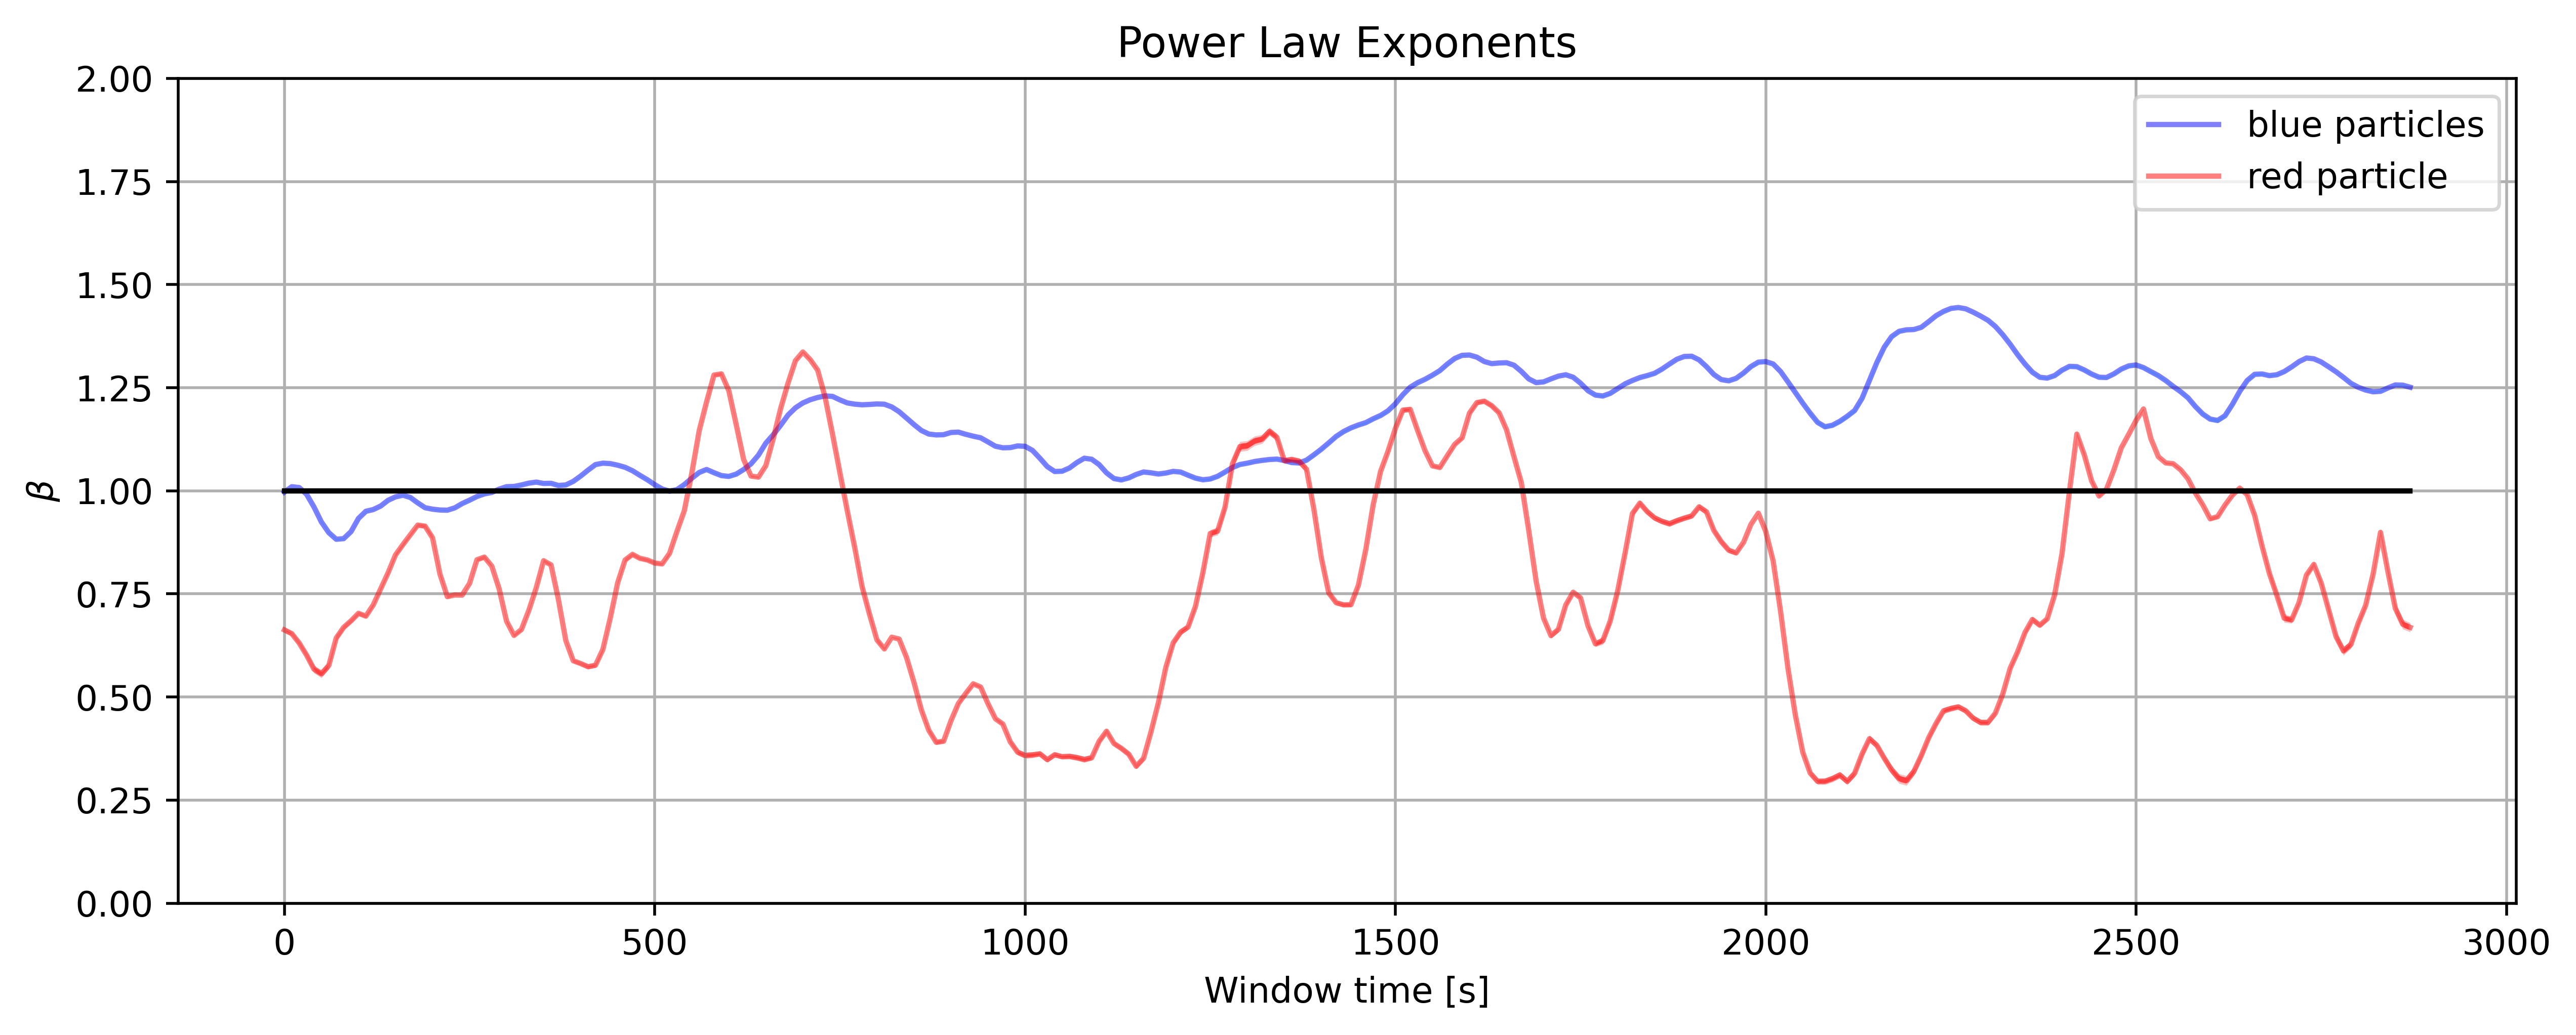 Power Law Exponents
2.00
1.75
1.50
1.25
1.00
0.75
0.50
0.25
0.00
β
blue particles
red particle
0 500 1000 1500 2000 2500 3000
Window time [s]